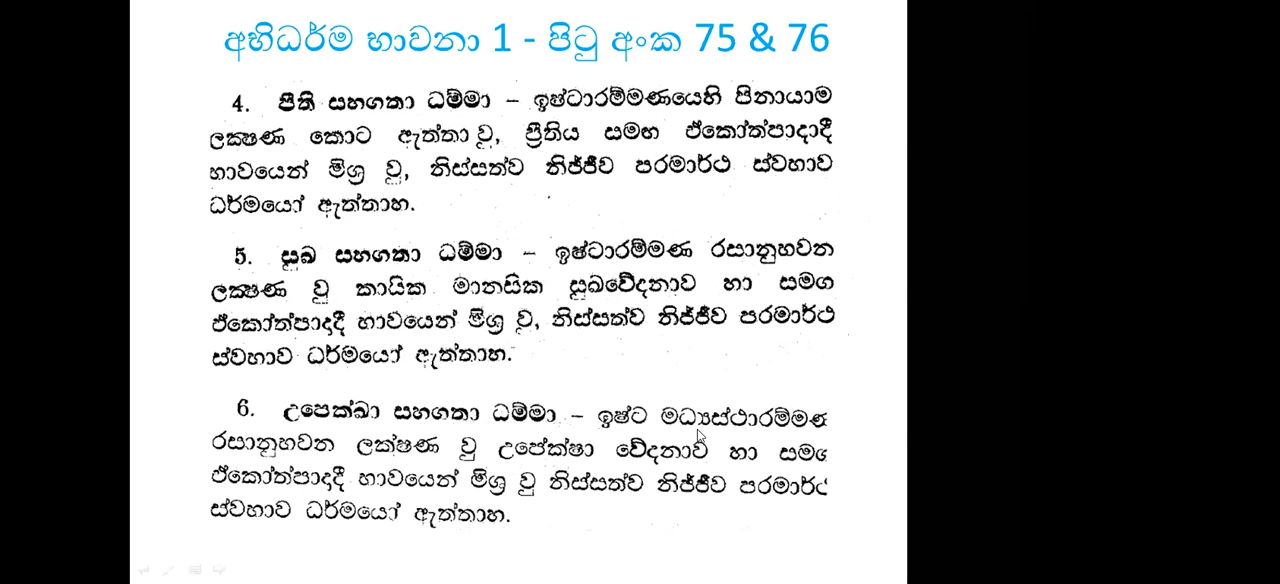 අභිධර්ම භාවනා 1 - පිටු අංක 75 & 76
4. පීති සහගතා ධම්මා – ඉෂ්ටාරම්මණයෙහි පිනායාම
ලක්‍ෂණ කොට ඇත්තා වූ, ප්‍රීතිය සමඟ ඒකෝත්පාදාදී
භාවයෙන් මිශ්‍ර වූ, නිස්සත්ව නිජ්ජීව පරමාර්ථ ස්වභාව
ධර්මයෝ ඇත්තාහ.
5. සුඛ සහගතා ධම්මා – ඉෂ්ටාරම්මණ රසානුභවන
ලක්‍ෂණ වූ කායික මානසික සුඛවේදනාව හා සමග
ඒකෝත්පාදාදී භාවයෙන් මිශ්‍ර වූ, නිස්සත්ව නිජ්ජීව පරමාර්ථ
ස්වභාව ධර්මයෝ ඇත්තාහ.
6. උපෙක්ඛා සහගතා ධම්මා – ඉෂ්ට මධ්‍යස්ථාරම්මණ
රසානුභවන ලක්ෂණ වූ උපේක්ෂා වේදනාව හා සමග
ඒකෝත්පාදාදී භාවයෙන් මිශ්‍ර වූ නිස්සත්ව නිජ්ජීව පරමාර්ථ
ස්වභාව ධර්මයෝ ඇත්තාහ.